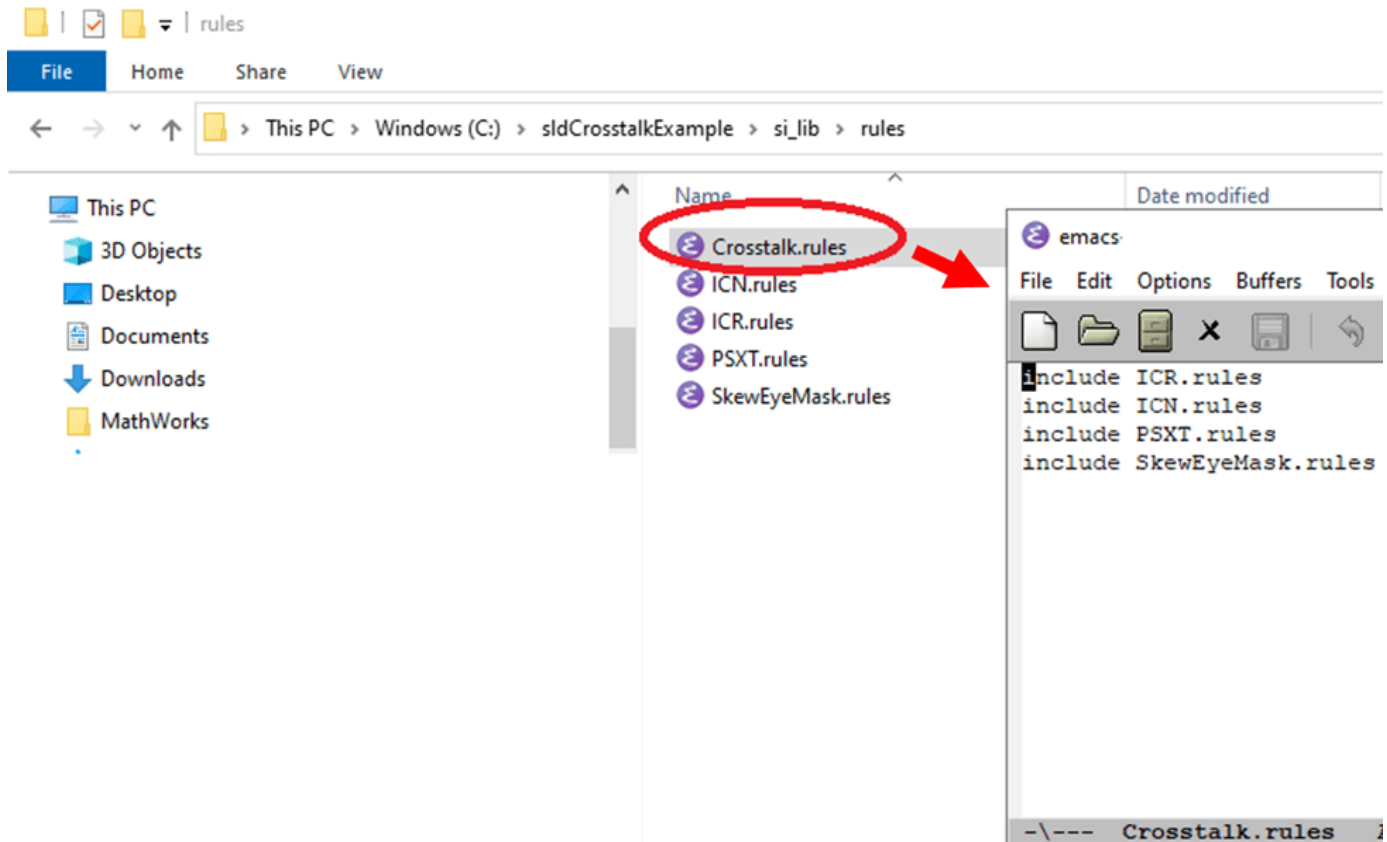 rules
File Home Share View
This PC > Windows (C:) > sldCrosstalkExample > si_lib > rules
This PC
3D Objects
Desktop
Documents
Downloads
MathWorks
Name Date modified
Crosstalk.rules
ICN.rules
ICR.rules
PSXT.rules
SkewEyeMask.rules
emacs
File Edit Options Buffers Tools
include ICR.rules
include ICN.rules
include PSXT.rules
include SkewEyeMask.rules
-\--- Crosstalk.rules